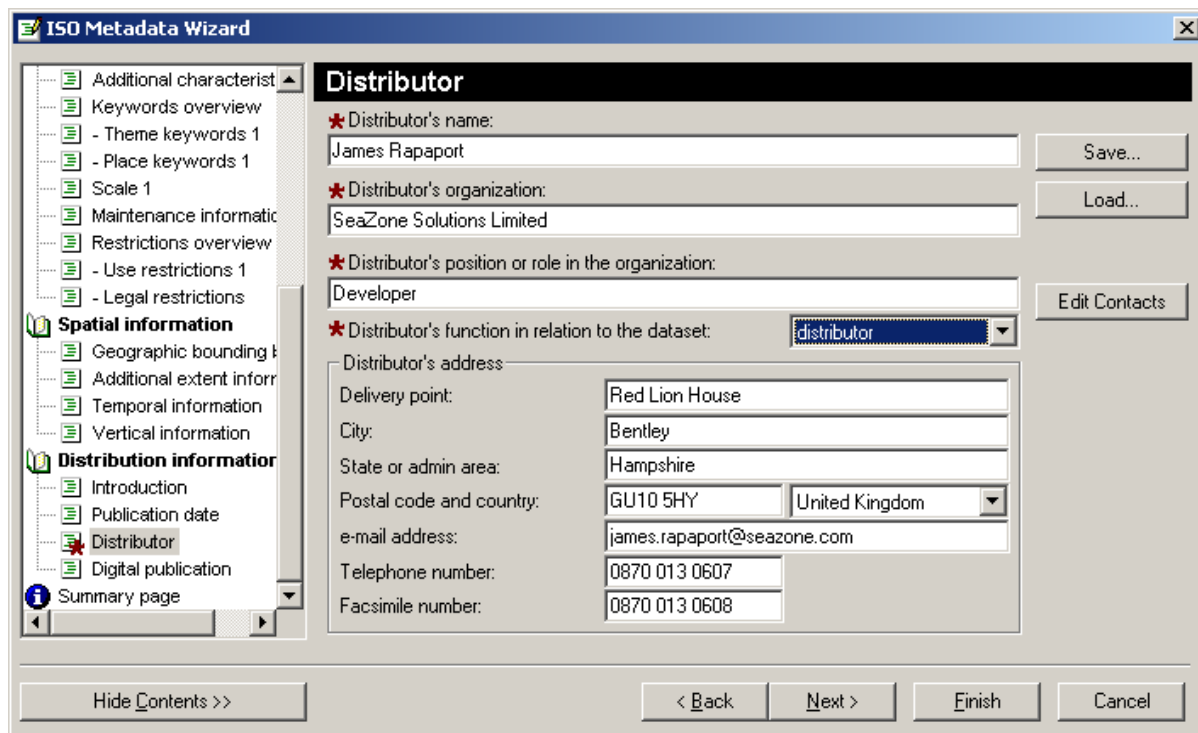 ISO Metadata Wizard
Additional characterist
Keywords overview
- Theme keywords 1
- Place keywords 1
Scale 1
Maintenance informatic
Restrictions overview
- Use restrictions 1
- Legal restrictions
Spatial information
Geographic bounding b
Additional extent inforr
Temporal information
Vertical information
Distribution information
Introduction
Publication date
Distributor
Digital publication
Summary page
Distributor
Distributor's name:
James Rapaport
Save...
Distributor's organization:
Load...
SeaZone Solutions Limited
Distributor's position or role in the organization:
Developer
Edit Contacts
Distributor's function in relation to the dataset: distributor
Distributor's address
Delivery point: Red Lion House
City: Bentley
State or admin area: Hampshire
Postal code and country: GU10 5HY United Kingdom
e-mail address: james.rapaport@seazone.com
Telephone number: 0870 013 0607
Facsimile number: 0870 013 0608
Hide Contents >> < Back Next > Finish Cancel